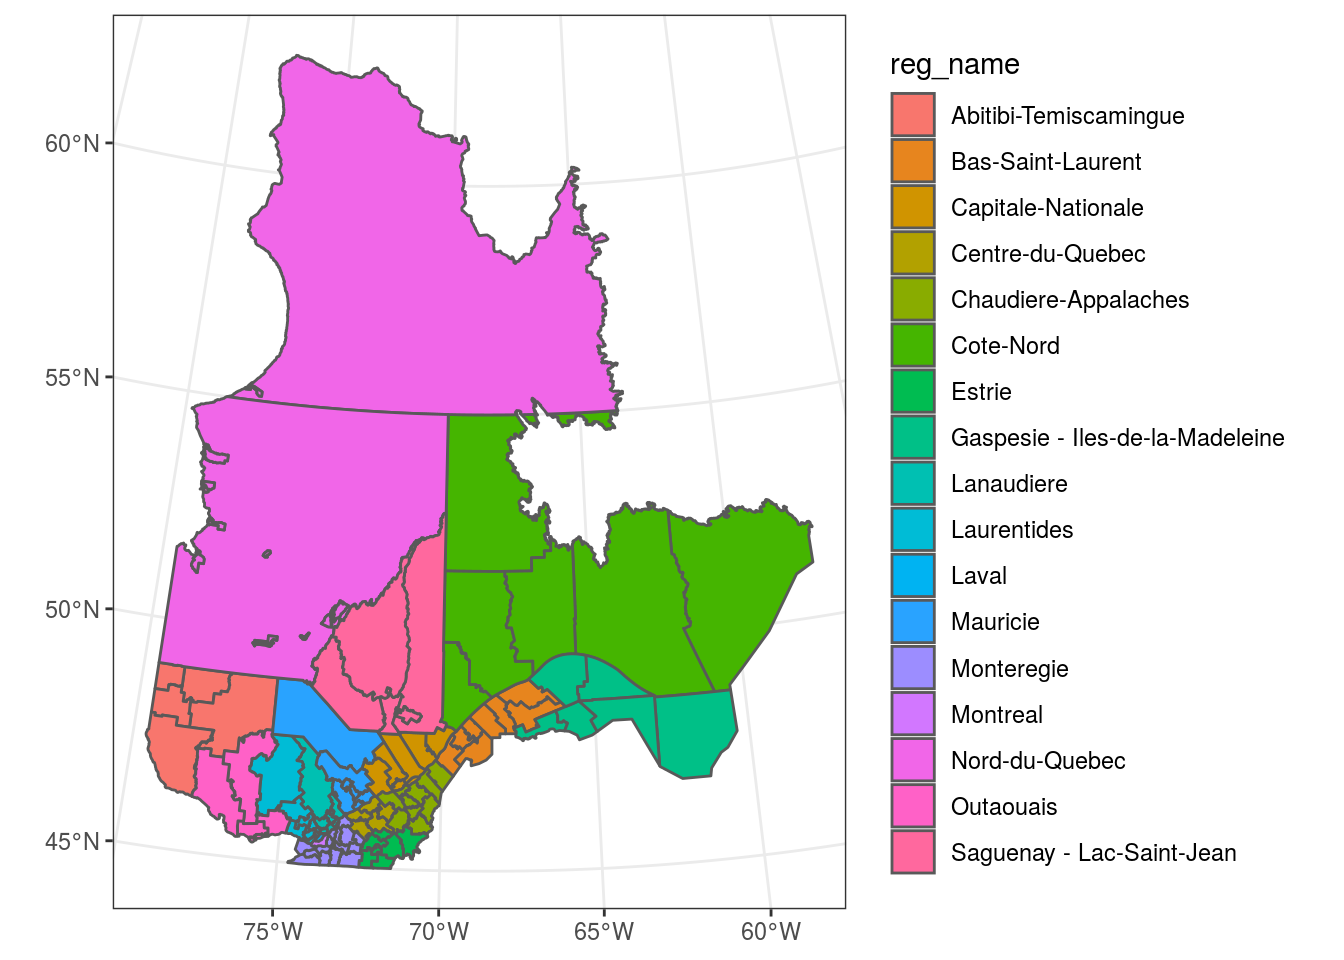 reg_name
Abitibi-Temiscamingue
Bas-Saint-Laurent
Capitale-Nationale
Centre-du-Quebec
Chaudiere-Appalaches
Cote-Nord
Estrie
Gaspesie - Iles-de-la-Madeleine
Lanaudiere
Laurentides
Laval
Mauricie
Monteregie
Montreal
Nord-du-Quebec
Outaouais
Saguenay - Lac-Saint-Jean
60°N
55°N
50°N
45°N
75°W 70°W 65°W 60°W